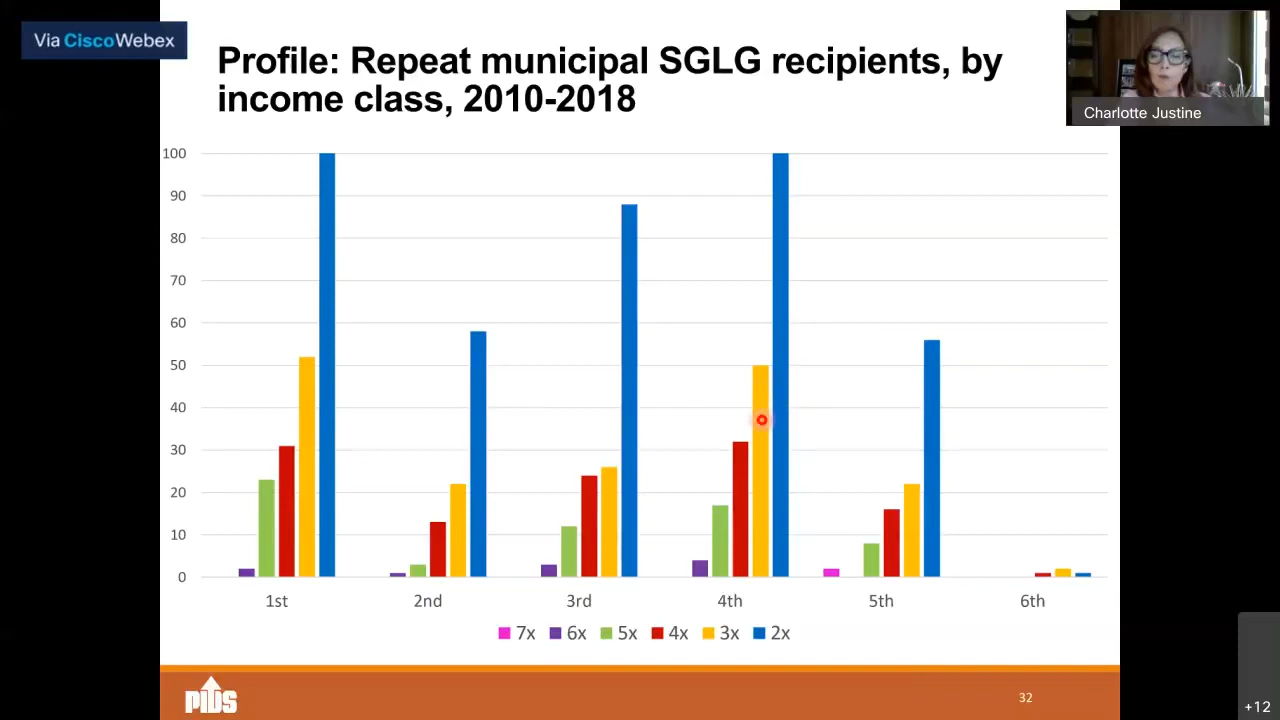 Via CiscoWebex
Profile: Repeat municipal SGLG recipients, by
income class, 2010-2018
Charlotte Justine
100
90
80
70
60
50
40
30
20
10
0
1st 2nd 3rd 4th 5th 6th
7x 6x 5x 4x 3x 2x
PIDS
32
+12